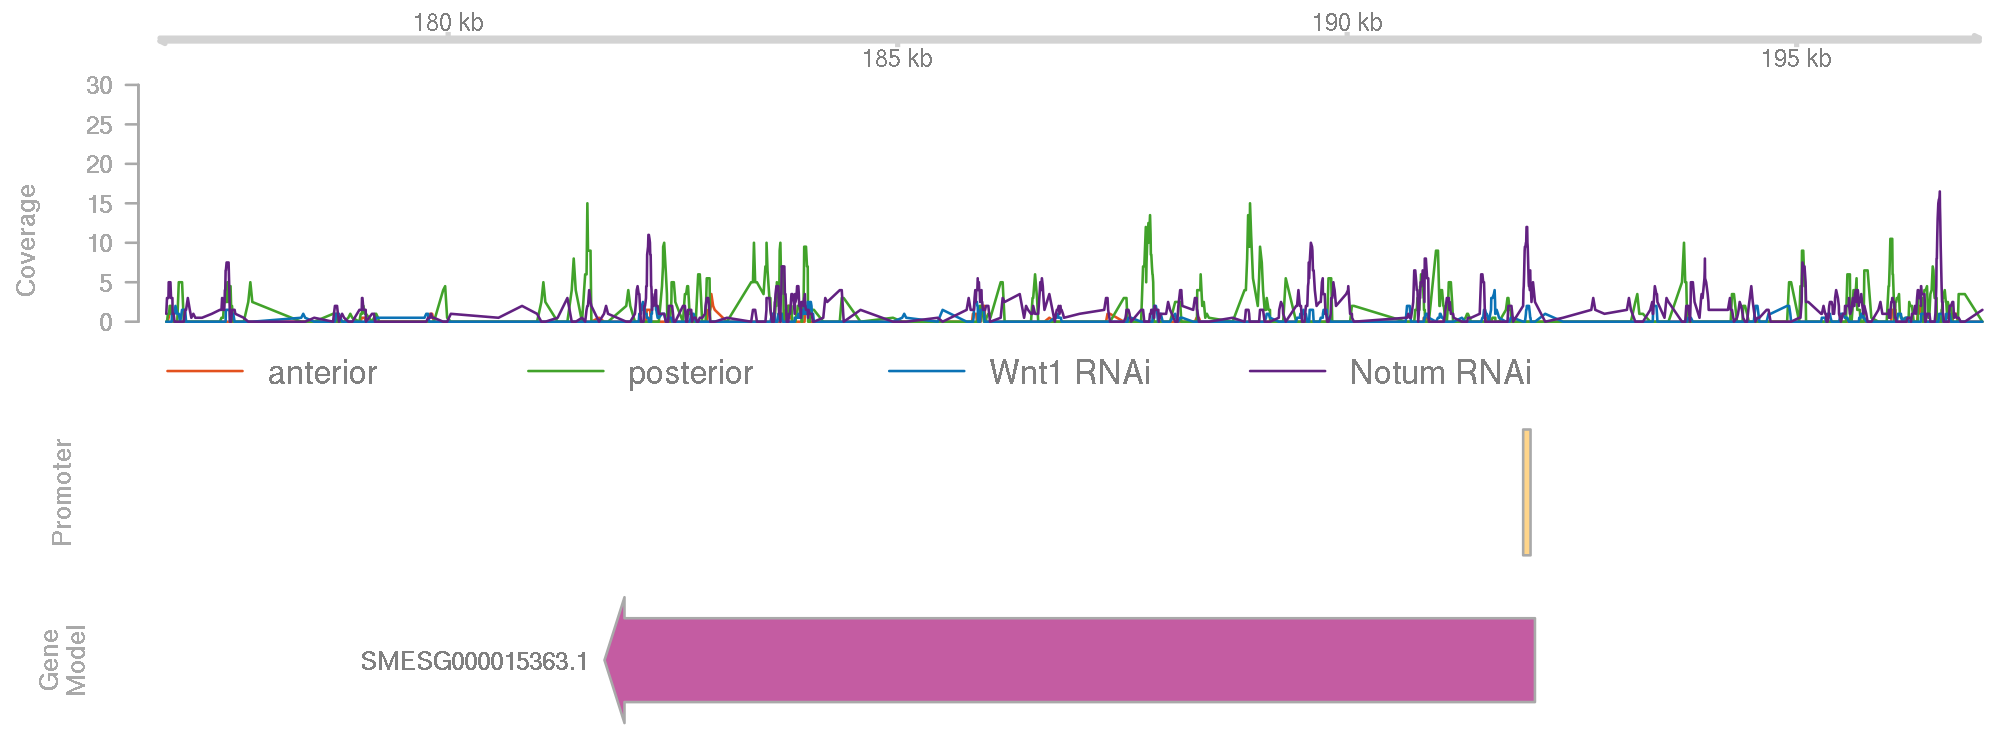 180 kb
190 kb
185 kb
195 kb
30
25
20
15
10
5
0
Coverage
anterior
posterior
Wnt1 RNAi
Notum RNAi
Promoter
Gene
Model
SMESG000015363.1